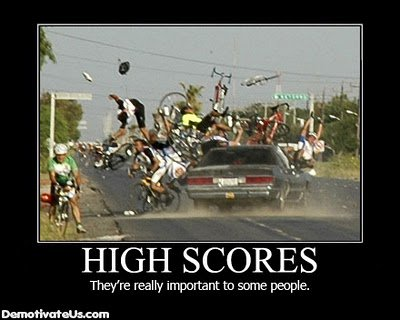 HIGH SCORES
They're really important to some people.
DemotivateUs.com